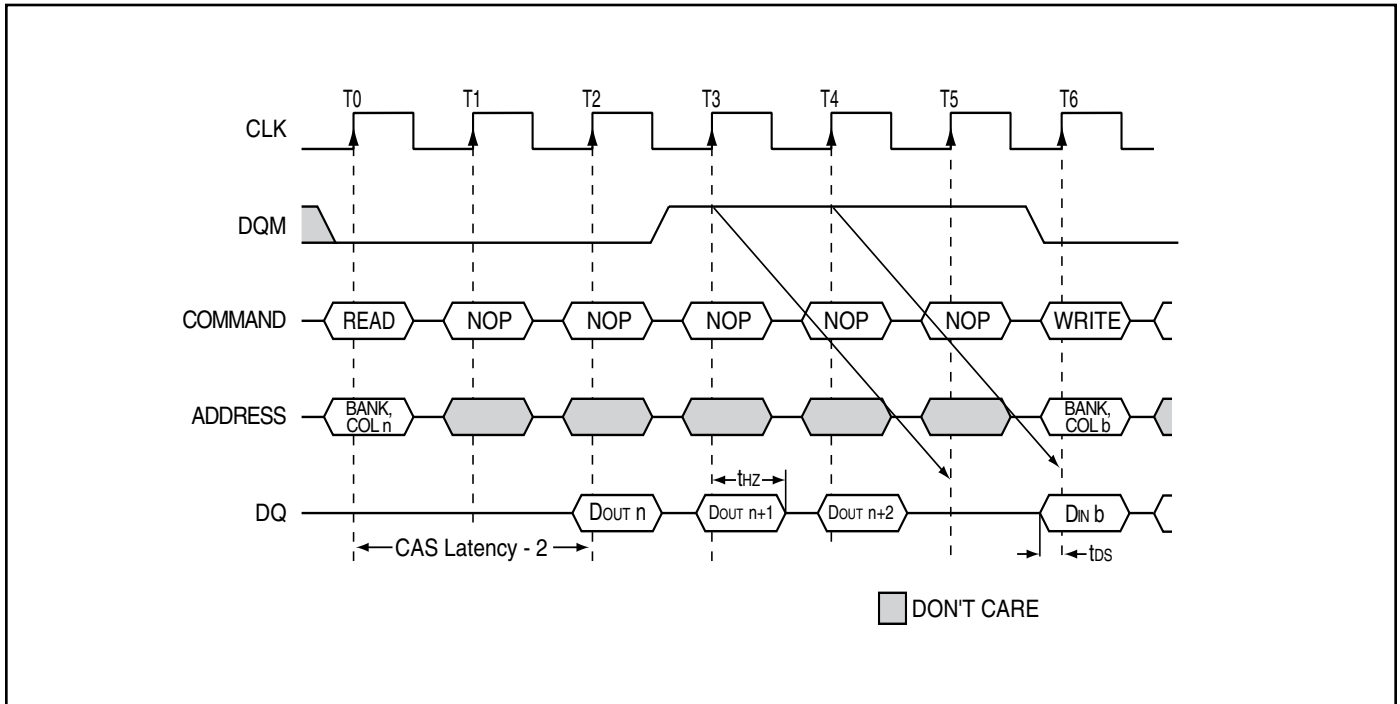 T0 T1 T2 T3 T4 T5 T6
CLK
DQM
COMMAND READ NOP NOP NOP NOP NOP WRITE
ADDRESS BANK, COL n BANK, COL b
tHZ
DQ DOUT n DOUT n+1 DOUT n+2 DIN b
CAS Latency - 2 tDS
DON'T CARE